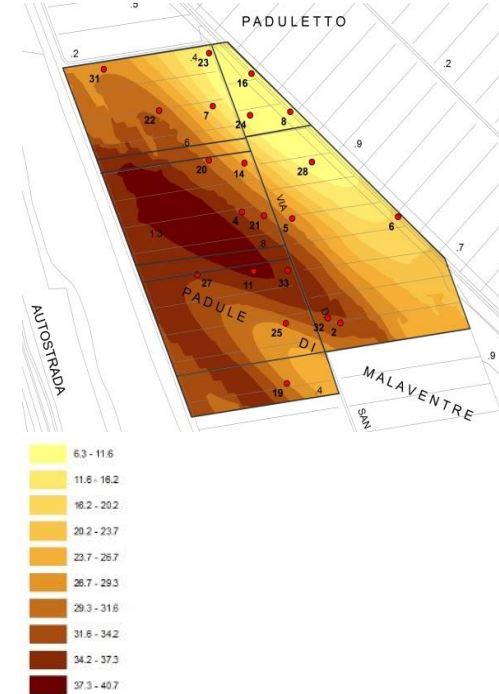 .5
PADULETTO
.2
.4
23
31
16
.2
22
7
24
8
6
.9
20
14
28
VIA
4
21
5
6
1.3
8
.7
27
11
33
PADULE
DI
32
2
25
DI
.9
AUTOSTRADA
MALAVENTRE
19
.4
SAN
6.3 - 11.6
11.6 - 16.2
16.2 - 20.2
20.2 - 23.7
23.7 - 26.7
26.7 - 29.3
29.3 - 31.6
31.6 - 34.2
34.2 - 37.3
37.3 - 40.7